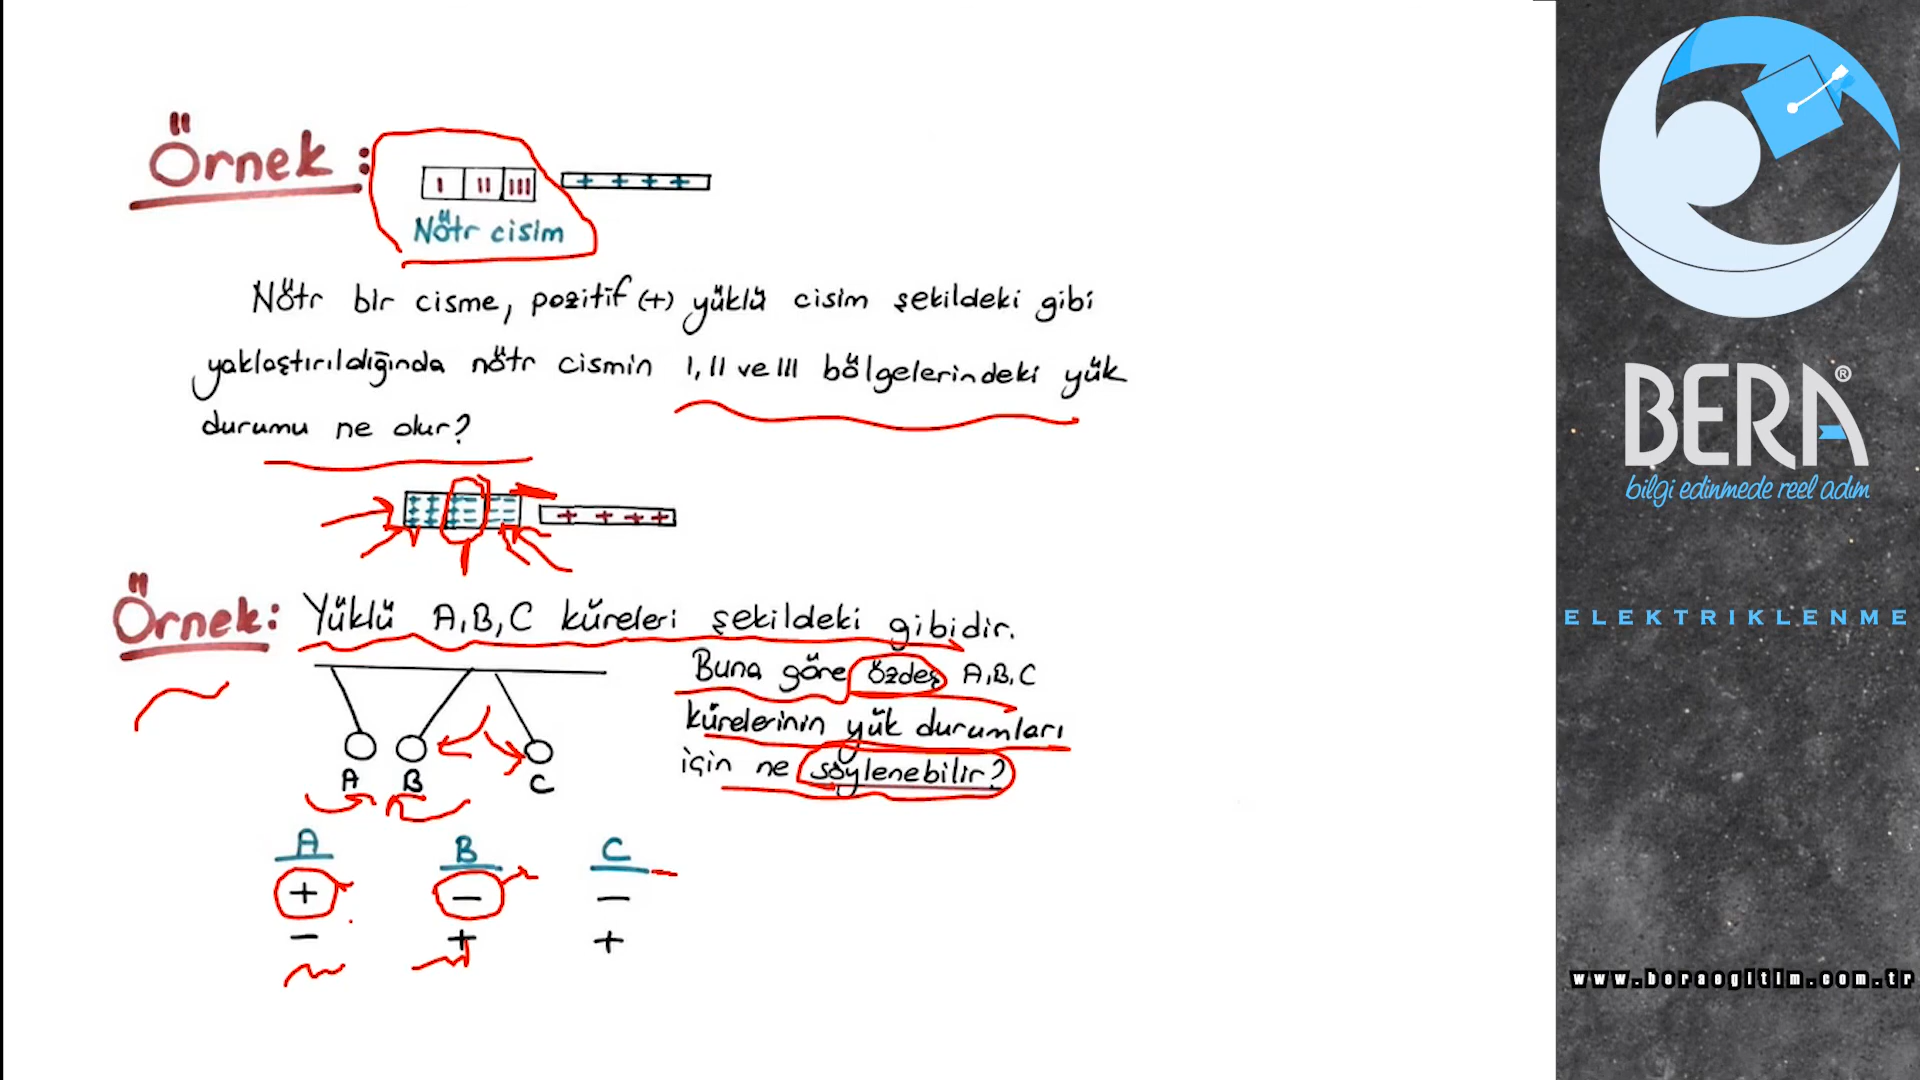 Örnek :
I II III + + + +
Nötr cisim
Nötr bir cisme, pozitif (+) yüklü cisim şekildeki gibi
yaklaştırıldığında nötr cismin I, II ve III bölgelerindeki yük
durumu ne olur?
+ + - - -
+ + + +
+ + - - -
+ + - - -
Örnek: Yüklü A, B, C küreleri şekildeki gibidir.
Buna göre özdeş A, B, C
kürelerinin yük durumları
için ne söylenebilir?
A B C
A B C
+ - -
- + +
BERA®
bilgi edinmede reel adım
ELEKTRIKLENME
www.beraegitim.com.tr